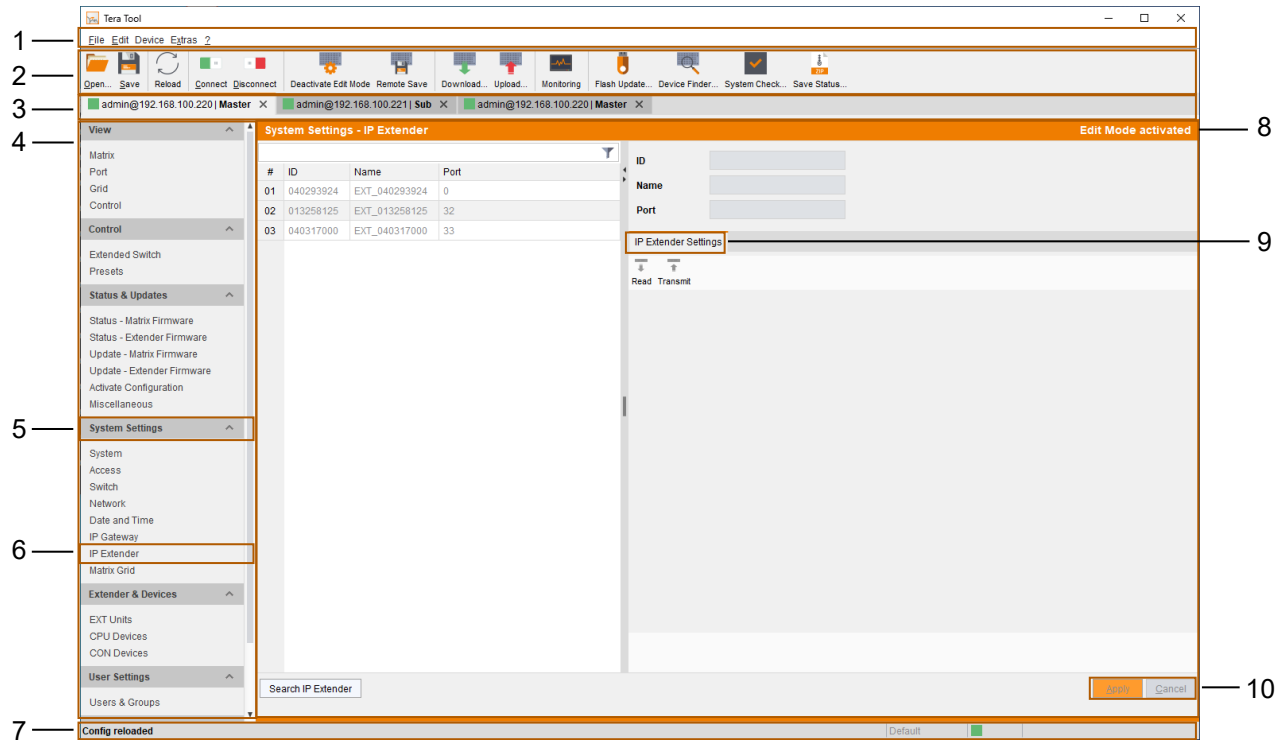 Tera Tool
1
File Edit Device Extras ?
2
Open... Save Reload Connect Disconnect Deactivate Edit Mode Remote Save Download... Upload... Monitoring Flash Update... Device Finder... System Check... ZIP Save Status...
3
admin@192.168.100.220 | Master admin@192.168.100.221 | Sub admin@192.168.100.220 | Master
4
View
Matrix
Port
Grid
Control
Control
Extended Switch
Presets
Status & Updates
Status - Matrix Firmware
Status - Extender Firmware
Update - Matrix Firmware
Update - Extender Firmware
Activate Configuration
Miscellaneous
5
System Settings
System
Access
Switch
Network
Date and Time
IP Gateway
6
IP Extender
Matrix Grid
Extender & Devices
EXT Units
CPU Devices
CON Devices
User Settings
Users & Groups
System Settings - IP Extender
Edit Mode activated
8
# ID Name Port
01 040293924 EXT_040293924 0
02 013258125 EXT_013258125 32
03 040317000 EXT_040317000 33
Search IP Extender
ID
Name
Port
IP Extender Settings
9
Read Transmit
Apply Cancel
10
7
Config reloaded
Default